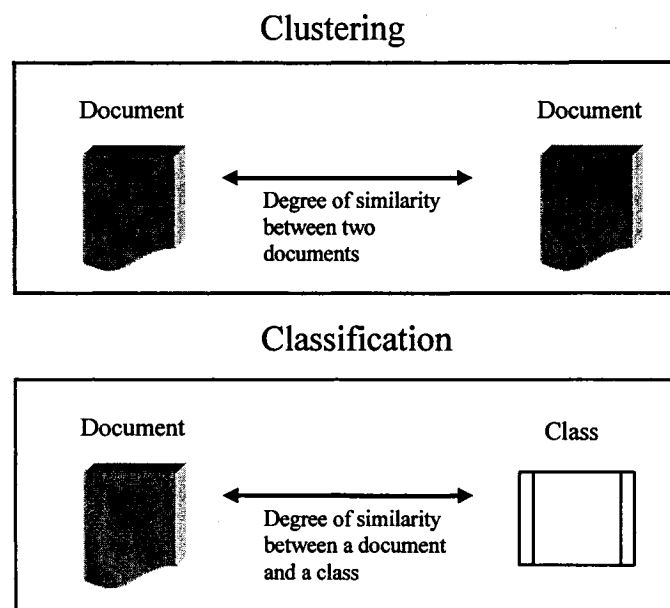 Clustering
Document
Document
Degree of similarity
between two
documents
Classification
Document
Class
Degree of similarity
between a document
and a class